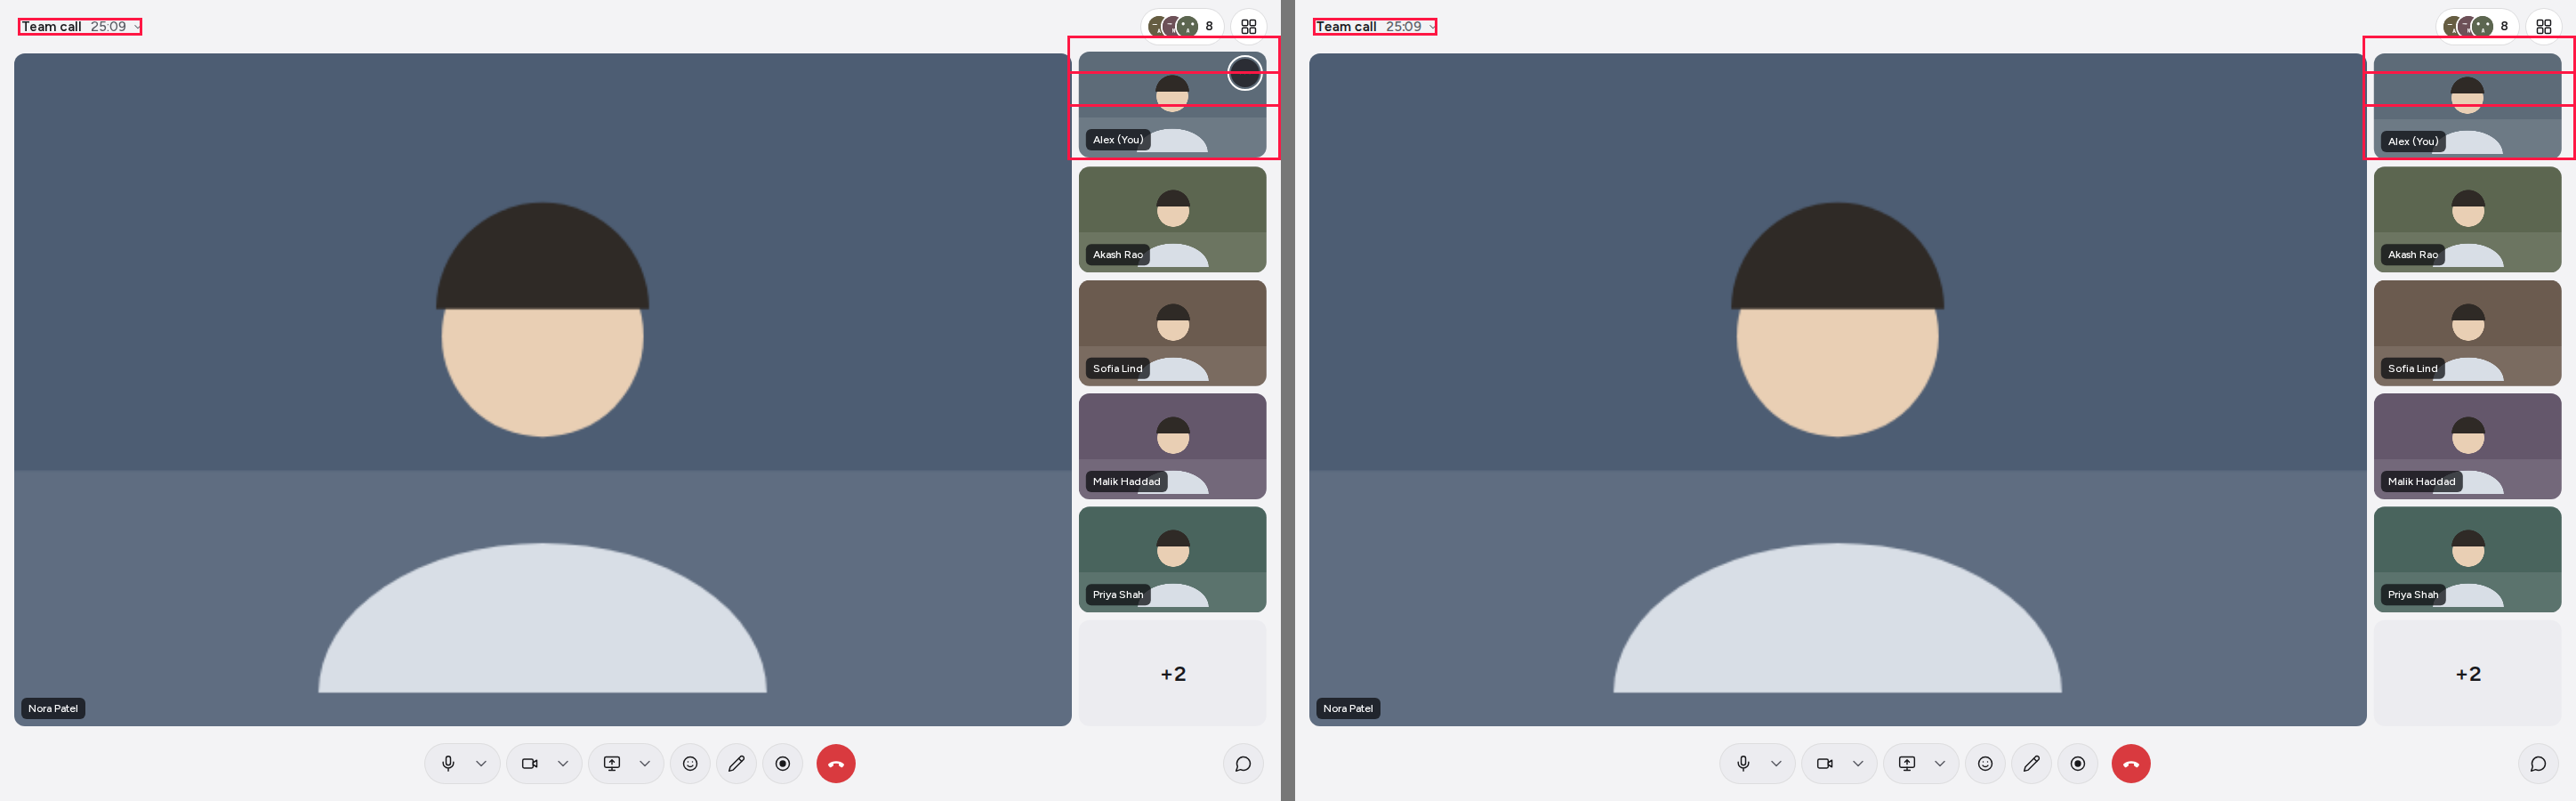 Team call 25:09
8
Alex (You)
Akash Rao
Sofia Lind
Malik Haddad
Priya Shah
+2
Nora Patel
Team call 25:09
8
Alex (You)
Akash Rao
Sofia Lind
Malik Haddad
Priya Shah
+2
Nora Patel